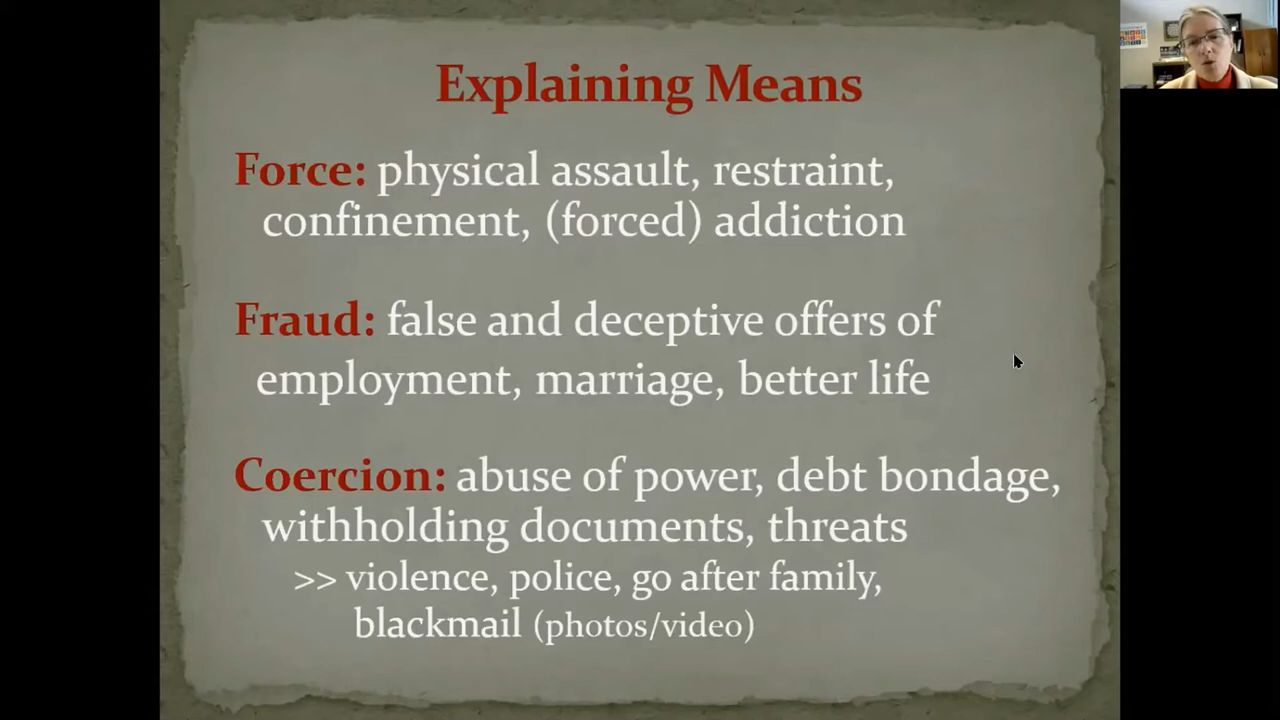 Explaining Means
Force: physical assault, restraint,
confinement, (forced) addiction
Fraud: false and deceptive offers of
employment, marriage, better life
Coercion: abuse of power, debt bondage,
withholding documents, threats
>> violence, police, go after family,
blackmail (photos/video)